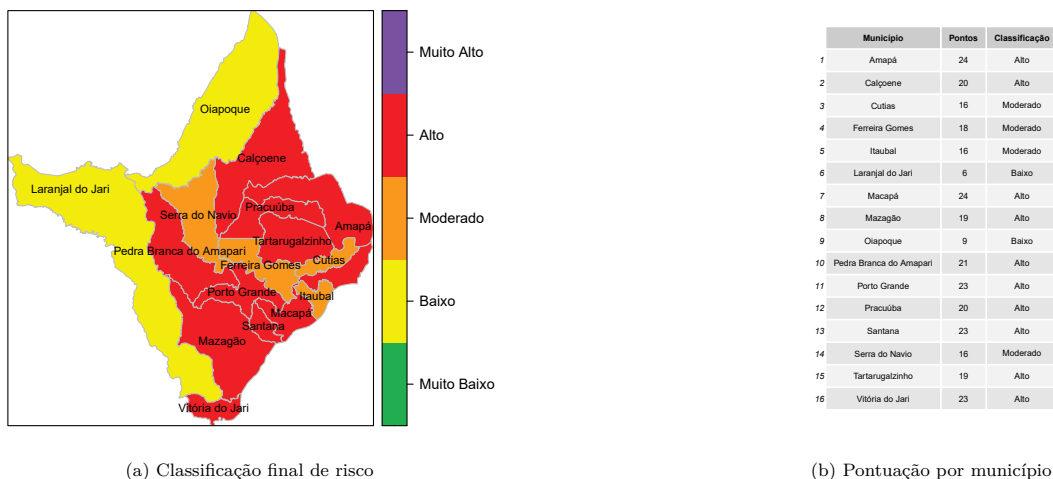 Oiapoque
Calçoene
Laranjal do Jari
Serra do Navio
Pracuúba
Amapá
Tartarugalzinho
Pedra Branca do Amapari
Cutias
Ferreira Gomes
Porto Grande
Itaubal
Macapá
Santana
Mazagão
Vitória do Jari
Muito Alto
Alto
Moderado
Baixo
Muito Baixo
(a) Classificação final de risco
Município Pontos Classificação
1 Amapá 24 Alto
2 Calçoene 20 Alto
3 Cutias 16 Moderado
4 Ferreira Gomes 18 Moderado
5 Itaubal 16 Moderado
6 Laranjal do Jari 6 Baixo
7 Macapá 24 Alto
8 Mazagão 19 Alto
9 Oiapoque 9 Baixo
10 Pedra Branca do Amapari 21 Alto
11 Porto Grande 23 Alto
12 Pracuúba 20 Alto
13 Santana 23 Alto
14 Serra do Navio 16 Moderado
15 Tartarugalzinho 19 Alto
16 Vitória do Jari 23 Alto
(b) Pontuação por município